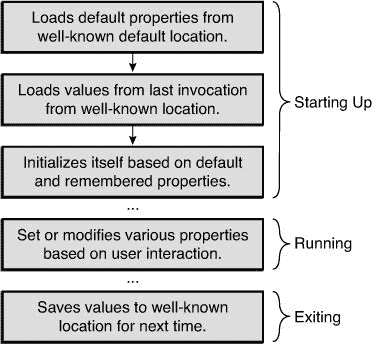 Loads default properties from
well-known default location.
Loads values from last invocation
from well-known location.
Starting Up
Initializes itself based on default
and remembered properties.
...
Set or modifies various properties
based on user interaction.
Running
...
Saves values to well-known
location for next time.
Exiting